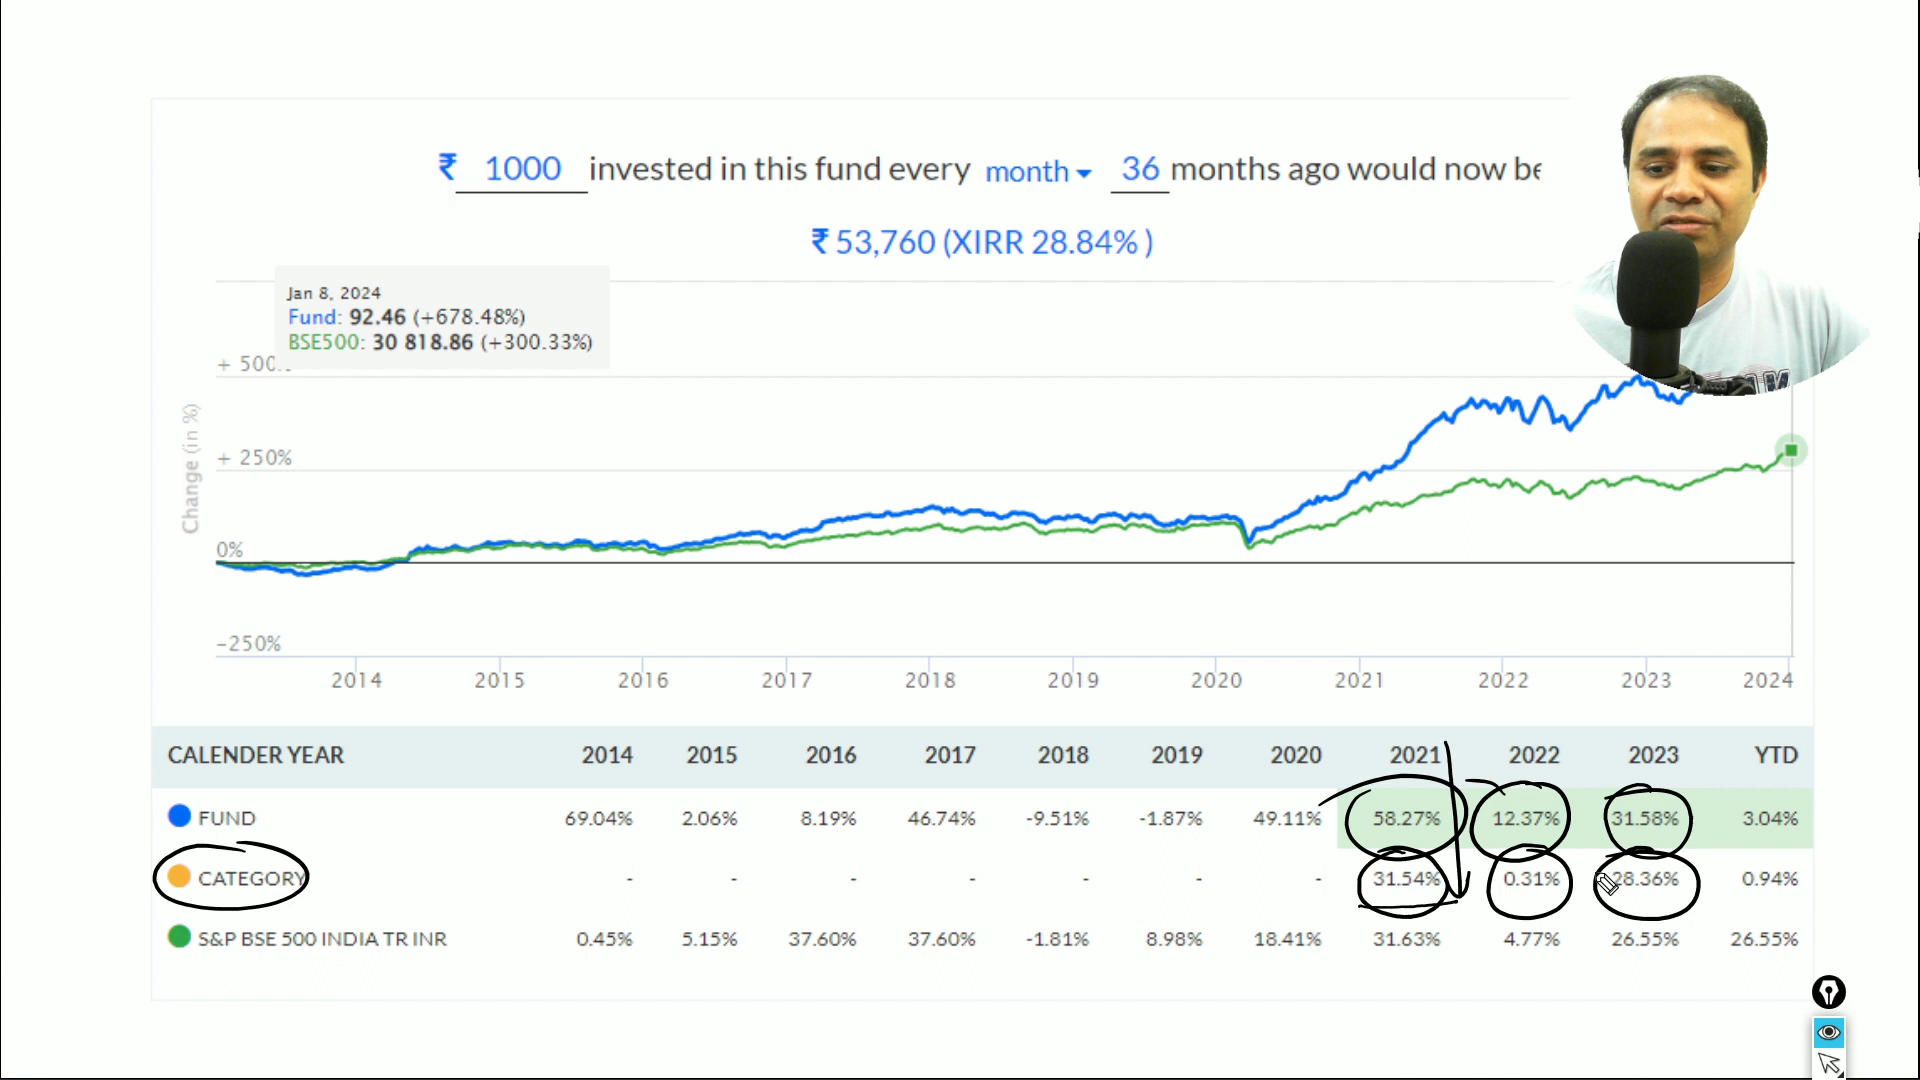 ₹ 1000 invested in this fund every month 36 months ago would now be
₹ 53,760 (XIRR 28.84% )
Jan 8, 2024
Fund: 92.46 (+678.48%)
BSE500: 30 818.86 (+300.33%)
+ 500
+ 250%
0%
-250%
Change (in %)
2014 2015 2016 2017 2018 2019 2020 2021 2022 2023 2024
CALENDER YEAR 2014 2015 2016 2017 2018 2019 2020 2021 2022 2023 YTD
FUND 69.04% 2.06% 8.19% 46.74% -9.51% -1.87% 49.11% 58.27% 12.37% 31.58% 3.04%
CATEGORY - - - - - - - 31.54% 0.31% 28.36% 0.94%
S&P BSE 500 INDIA TR INR 0.45% 5.15% 37.60% 37.60% -1.81% 8.98% 18.41% 31.63% 4.77% 26.55% 26.55%